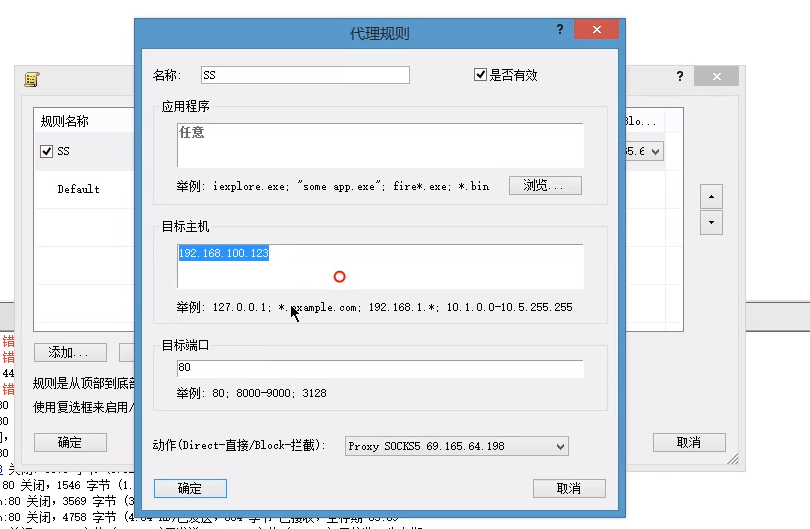 代理规则
?
名称: SS
是否有效
应用程序
任意
举例: iexplore.exe; "some app.exe"; fire*.exe; *.bin
浏览...
目标主机
192.168.100.123
举例: 127.0.0.1; *.example.com; 192.168.1.*; 10.1.0.0-10.5.255.255
目标端口
80
举例: 80; 8000-9000; 3128
动作(Direct-直接/Block-拦截):
Proxy SOCKS5 69.165.64.198
确定
取消
?
规则名称
SS
Default
添加...
规则是从顶部到底部
使用复选框来启用/
确定
取消
错
错
44
错
80 关闭, 1546 字节 (1.
:80 关闭, 3569 字节 (3
:80 关闭, 4758 字节